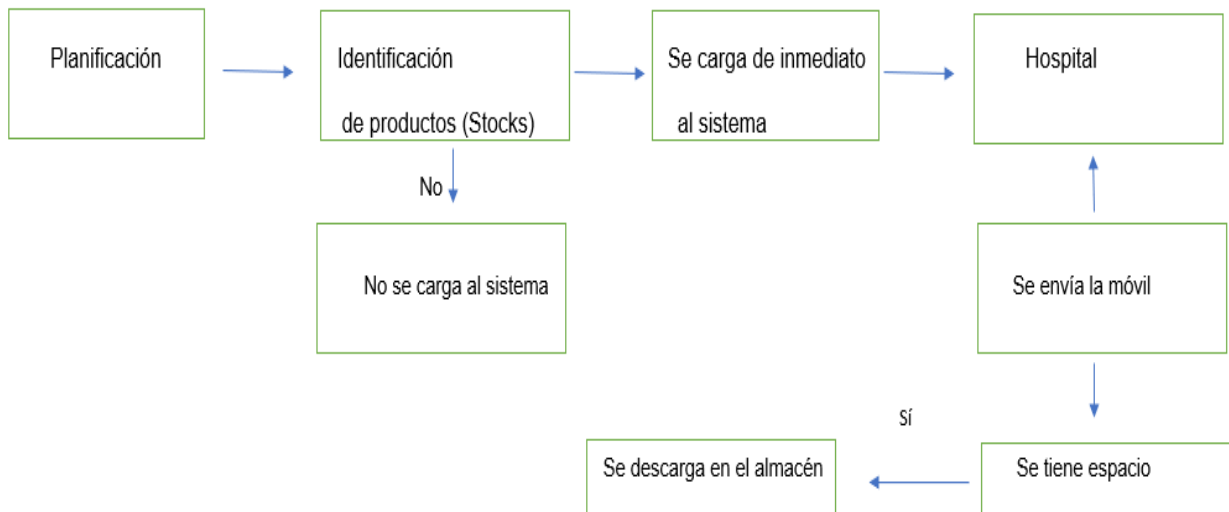 Planificación
Identificación
de productos (Stocks)
Se carga de inmediato
al sistema
Hospital
No
No se carga al sistema
Se envía la móvil
Sí
Se descarga en el almacén
Se tiene espacio